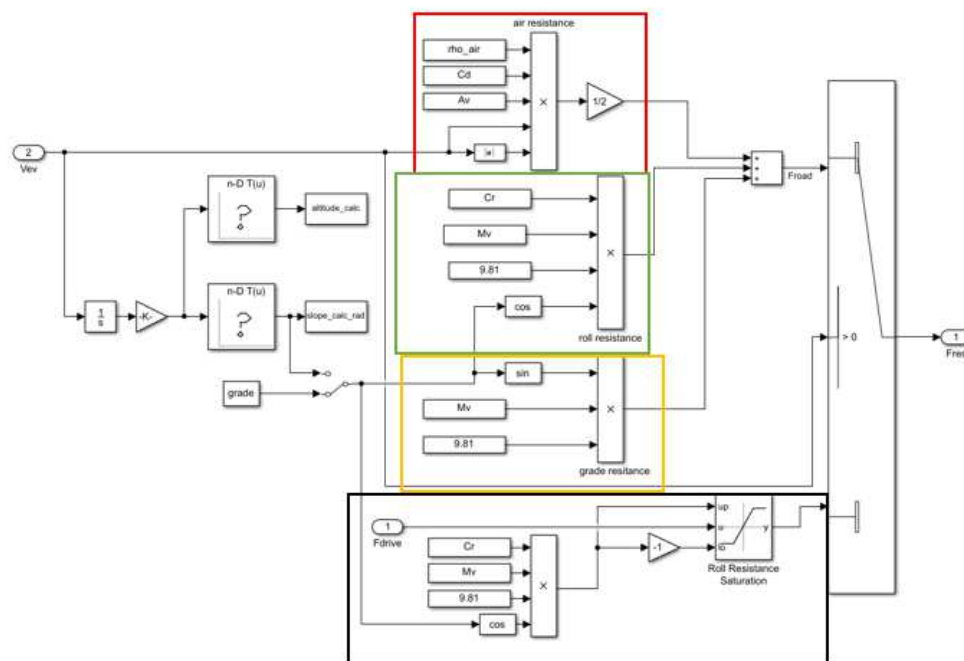 air resistance
rho_air
Cd
Av
×
1/2
2
Vev
|u|
+
+
+
Froad
n-D T(u)
altitude_calc
Cr
Mv
9.81
×
cos
roll resistance
1
s
-K-
n-D T(u)
slope_calc_rad
> 0
1
grade
sin
Mv
9.81
×
grade resitance
1
Fdrive
up
u
lo
y
-1
Roll Resistance
Saturation
Cr
Mv
9.81
×
cos